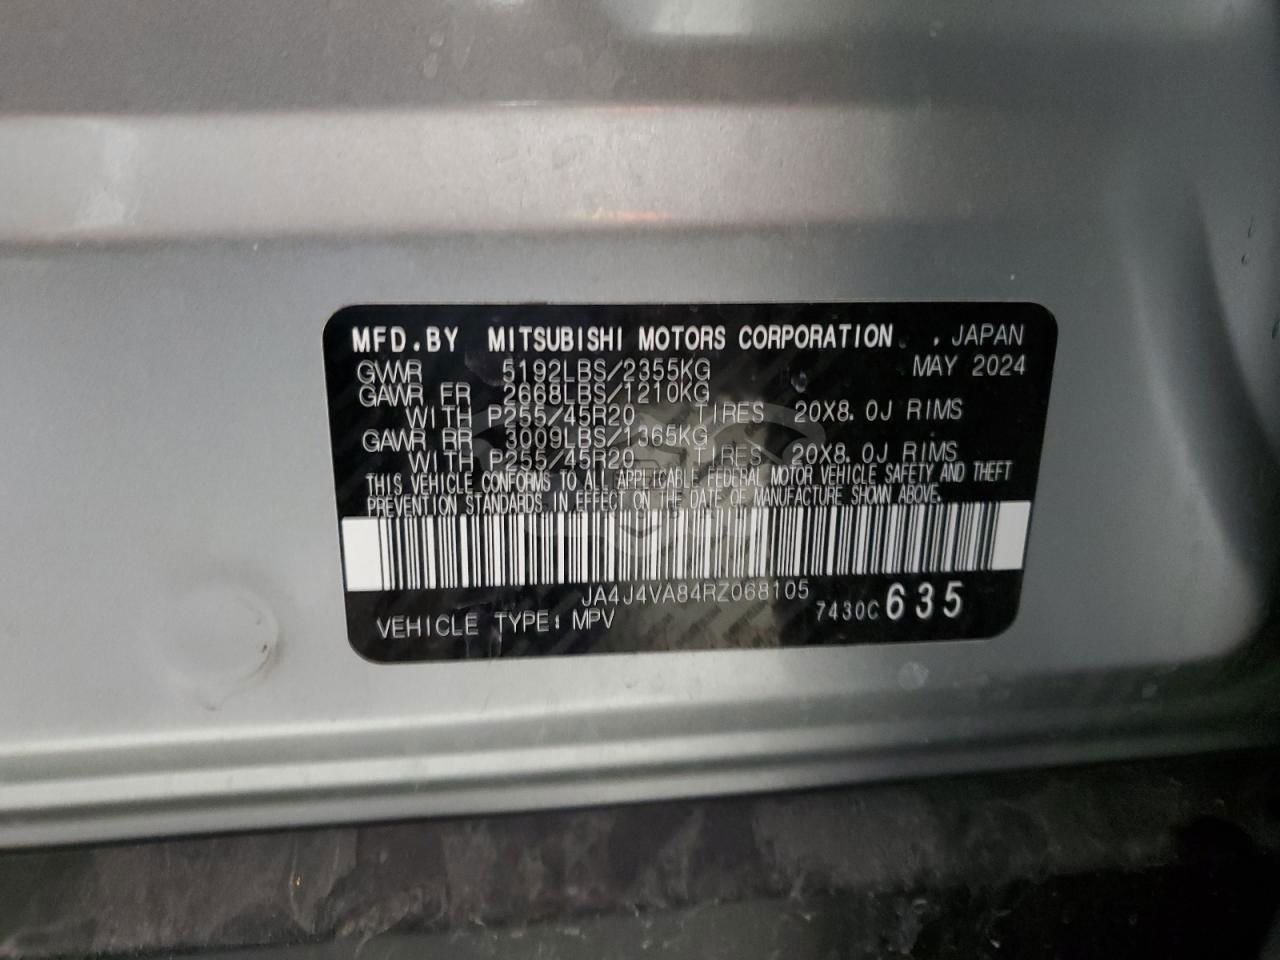 MFD.BY MITSUBISHI MOTORS CORPORATION , JAPAN
GVWR 5192LBS/2355KG MAY 2024
GAWR FR 2668LBS/1210KG
WITH P255/45R20 TIRES 20X8.0J RIMS
GAWR RR 3009LBS/1365KG
WITH P255/45R20 TIRES 20X8.0J RIMS
THIS VEHICLE CONFORMS TO ALL APPLICABLE FEDERAL MOTOR VEHICLE SAFETY AND THEFT
PREVENTION STANDARDS IN EFFECT ON THE DATE OF MANUFACTURE SHOWN ABOVE.
JA4J4VA84RZ068105
VEHICLE TYPE: MPV 7430C 635